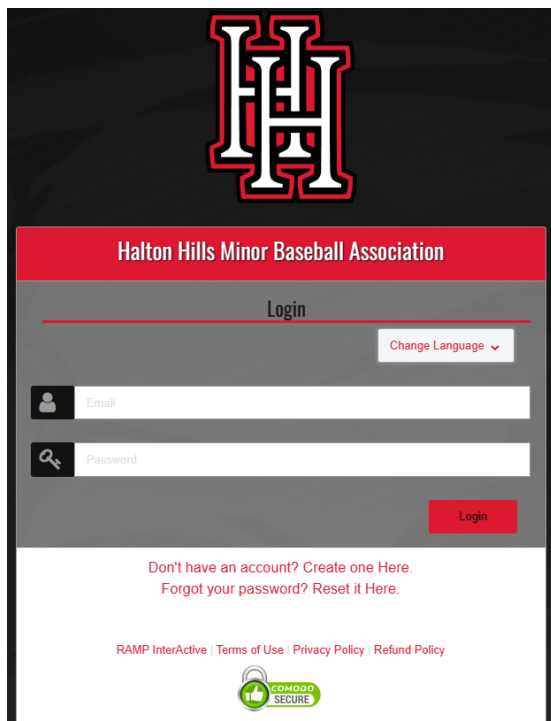 HH
Halton Hills Minor Baseball Association
Login
Change Language
Email
Password
Login
Don't have an account? Create one Here.
Forgot your password? Reset it Here.
RAMP InterActive | Terms of Use | Privacy Policy | Refund Policy
COMODO
SECURE